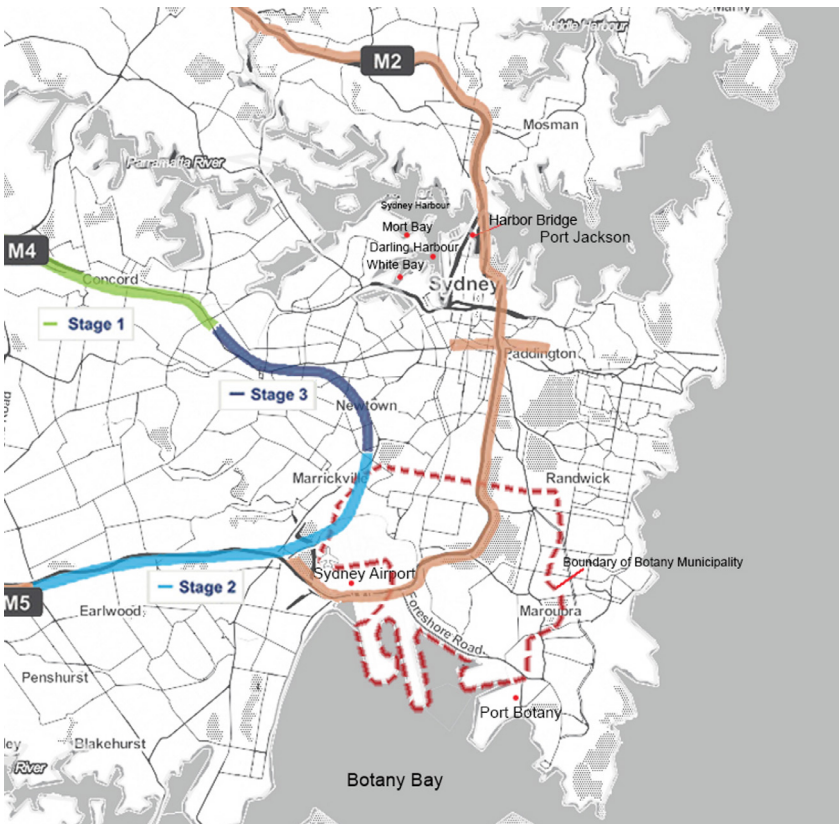 Manly
Middle Harbour
M2
Mosman
Parramatta River
Sydney Harbour
Mort Bay
Harbor Bridge
Port Jackson
Darling Harbour
White Bay
M4
Concord
Sydney
Stage 1
Paddington
Stage 3
Newtown
Marrickville
Randwick
Boundary of Botany Municipality
Sydney Airport
Stage 2
M5
Earlwood
Foreshore Road
Maroubra
Penshurst
Port Botany
Blakehurst
ley
River
Botany Bay